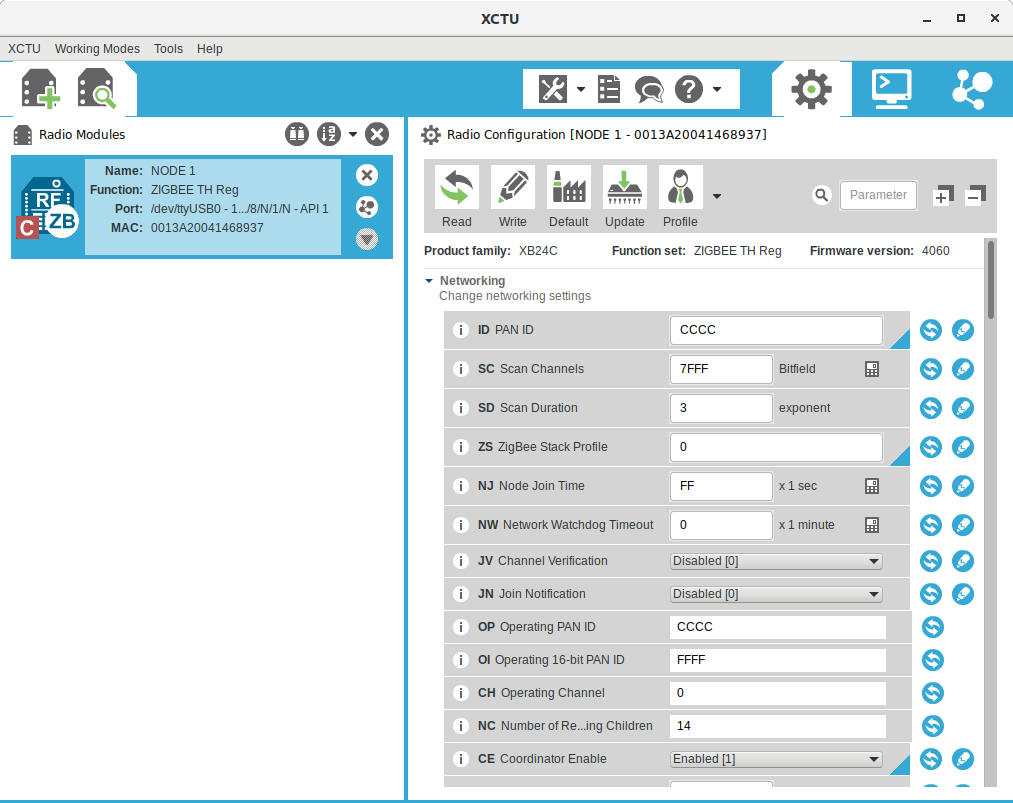 XCTU
XCTU Working Modes Tools Help
Radio Modules
Name: NODE 1
Function: ZIGBEE TH Reg
Port: /dev/ttyUSB0 - 1.../8/N/1/N - API 1
MAC: 0013A20041468937
RF
C ZB
Radio Configuration [NODE 1 - 0013A20041468937]
Read Write Default Update Profile
Parameter
Product family: XB24C Function set: ZIGBEE TH Reg Firmware version: 4060
Networking
Change networking settings
i ID PAN ID CCCC
i SC Scan Channels 7FFF Bitfield
i SD Scan Duration 3 exponent
i ZS ZigBee Stack Profile 0
i NJ Node Join Time FF x 1 sec
i NW Network Watchdog Timeout 0 x 1 minute
i JV Channel Verification Disabled [0]
i JN Join Notification Disabled [0]
i OP Operating PAN ID CCCC
i OI Operating 16-bit PAN ID FFFF
i CH Operating Channel 0
i NC Number of Re...ing Children 14
i CE Coordinator Enable Enabled [1]